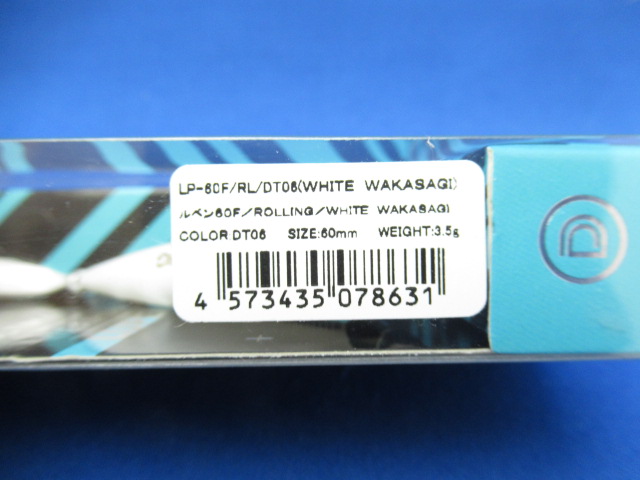 LP-60F/RL/DT06(WHITE WAKASAGI)
ルペン60F/ROLLING/WHITE WAKASAGI
COLOR DT06 SIZE:60mm WEIGHT:3.5g
4 573435 078631
D